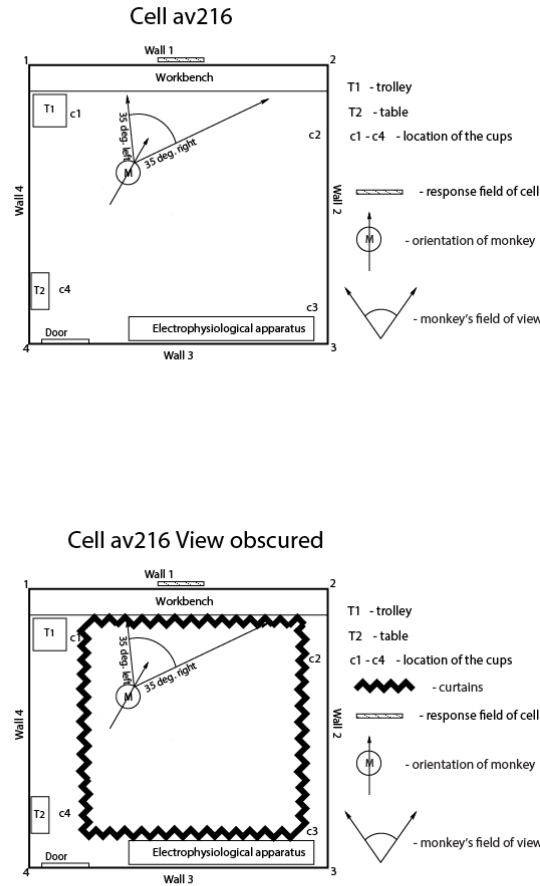 Cell av216
Wall 1
1
2
Workbench
T1
c1
35 deg. left
35 deg. right
M
c2
Wall 4
Wall 2
T2
c4
c3
Electrophysiological apparatus
Door
4
Wall 3
3
T1 - trolley
T2 - table
c1 - c4 - location of the cups
- response field of cell
M - orientation of monkey
- monkey's field of view
Cell av216 View obscured
Wall 1
1
2
Workbench
T1
c1
35 deg. left
35 deg. right
M
c2
Wall 4
Wall 2
T2
c4
c3
Electrophysiological apparatus
Door
4
Wall 3
3
T1 - trolley
T2 - table
c1 - c4 - location of the cups
- curtains
- response field of cell
M - orientation of monkey
- monkey's field of view